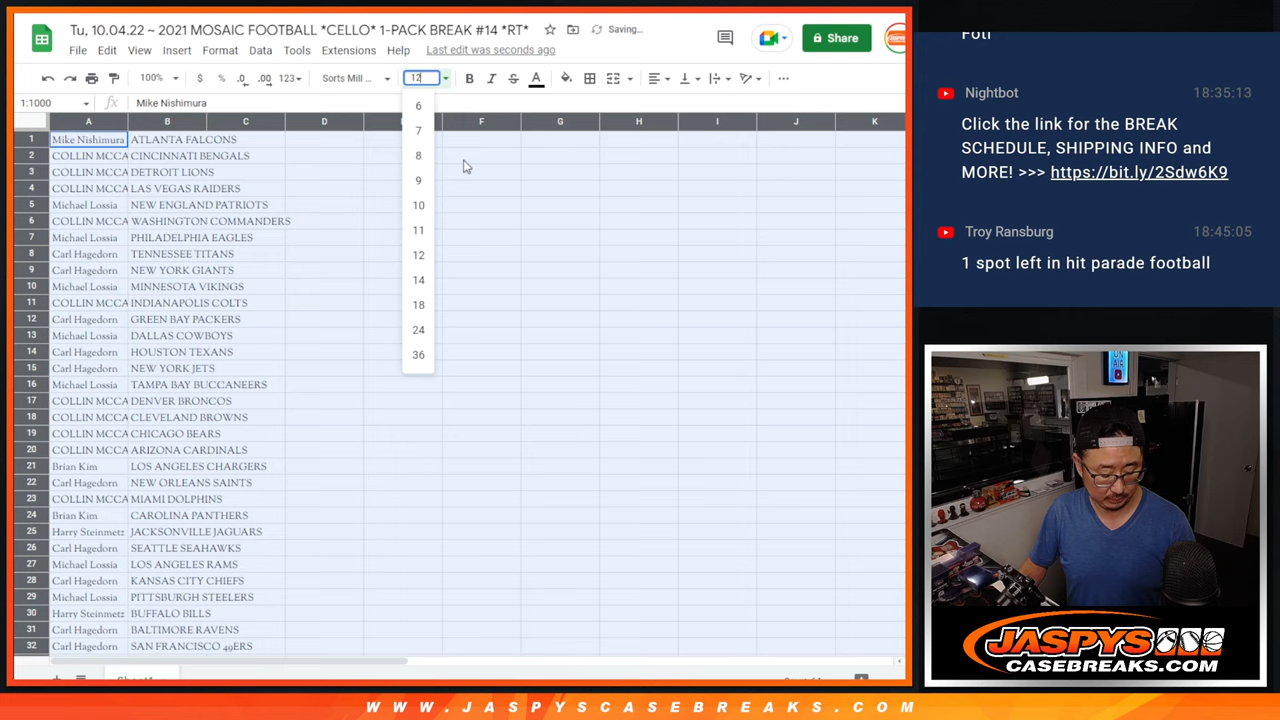 Tu, 10.04.22 ~ 2021 MOSAIC FOOTBALL *CELLO* 1-PACK BREAK #14 *RT*
Saving...
File Edit View Insert Format Data Tools Extensions Help Last edit was seconds ago
Share
100% $ % .0 .00 123 Sorts Mill ... 12 B I S A
1:1000 fx Mike Nishimura
6
7
8
9
10
11
12
14
18
24
36
A B C F G H I J K
1 Mike Nishimura ATLANTA FALCONS
2 COLLIN MCCA CINCINNATI BENGALS
3 COLLIN MCCA DETROIT LIONS
4 COLLIN MCCA LAS VEGAS RAIDERS
5 Michael Lossia NEW ENGLAND PATRIOTS
6 COLLIN MCCA WASHINGTON COMMANDERS
7 Michael Lossia PHILADELPHIA EAGLES
8 Carl Hagedorn TENNESSEE TITANS
9 Carl Hagedorn NEW YORK GIANTS
10 Michael Lossia MINNESOTA VIKINGS
11 COLLIN MCCA INDIANAPOLIS COLTS
12 Carl Hagedorn GREEN BAY PACKERS
13 Michael Lossia DALLAS COWBOYS
14 Carl Hagedorn HOUSTON TEXANS
15 Carl Hagedorn NEW YORK JETS
16 Michael Lossia TAMPA BAY BUCCANEERS
17 COLLIN MCCA DENVER BRONCOS
18 COLLIN MCCA CLEVELAND BROWNS
19 COLLIN MCCA CHICAGO BEARS
20 COLLIN MCCA ARIZONA CARDINALS
21 Brian Kim LOS ANGELES CHARGERS
22 Carl Hagedorn NEW ORLEANS SAINTS
23 COLLIN MCCA MIAMI DOLPHINS
24 Brian Kim CAROLINA PANTHERS
25 Harry Steinmetz JACKSONVILLE JAGUARS
26 Carl Hagedorn SEATTLE SEAHAWKS
27 Michael Lossia LOS ANGELES RAMS
28 Carl Hagedorn KANSAS CITY CHIEFS
29 Michael Lossia PITTSBURGH STEELERS
30 Harry Steinmetz BUFFALO BILLS
31 Carl Hagedorn BALTIMORE RAVENS
32 Carl Hagedorn SAN FRANCISCO 49ERS
Nightbot 18:35:13
Click the link for the BREAK
SCHEDULE, SHIPPING INFO and
MORE! >>> https://bit.ly/2Sdw6K9
Troy Ransburg 18:45:05
1 spot left in hit parade football
ON AIR
JASPYS
CASEBREAKS.COM
WWW.JASPYSCASEBREAKS.COM